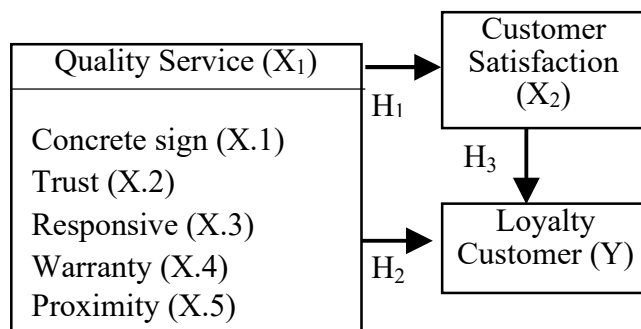 Quality Service (X₁)
Concrete sign (X.1)
Trust (X.2)
Responsive (X.3)
Warranty (X.4)
Proximity (X.5)
H₁
H₂
Customer
Satisfaction
(X₂)
H₃
Loyalty
Customer (Y)